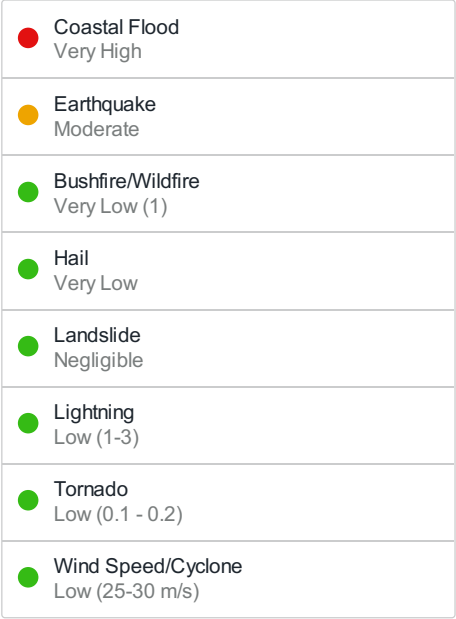 Coastal Flood
Very High
Earthquake
Moderate
Bushfire/Wildfire
Very Low (1)
Hail
Very Low
Landslide
Negligible
Lightning
Low (1-3)
Tornado
Low (0.1 - 0.2)
Wind Speed/Cyclone
Low (25-30 m/s)